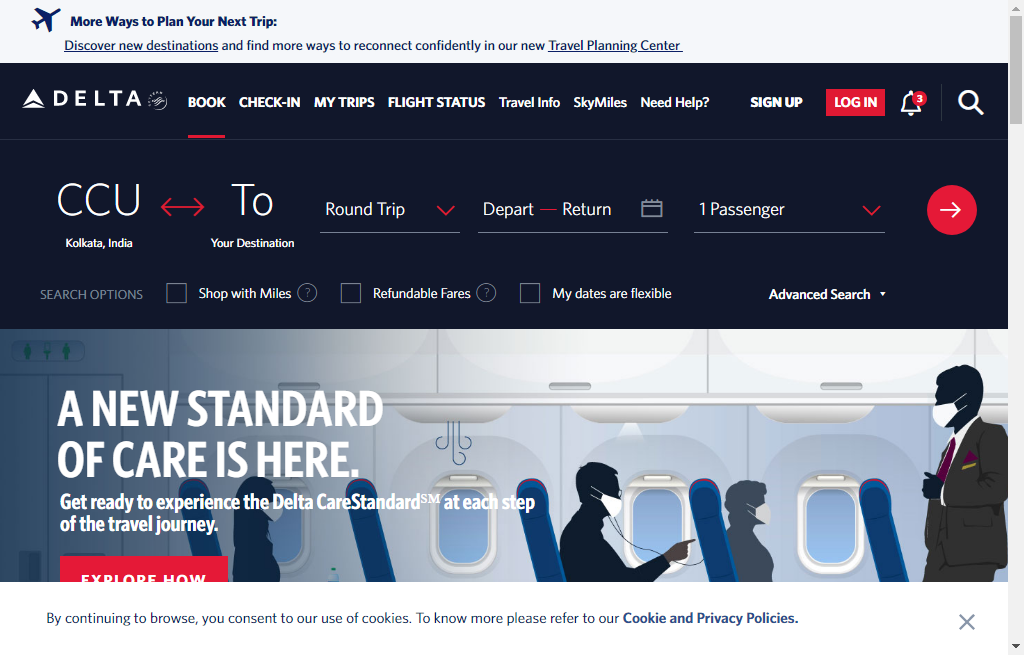 More Ways to Plan Your Next Trip:
Discover new destinations and find more ways to reconnect confidently in our new Travel Planning Center
DELTA BOOK CHECK-IN MY TRIPS FLIGHT STATUS Travel Info SkyMiles Need Help? SIGN UP LOG IN 3
CCU To Round Trip Depart — Return 1 Passenger
Kolkata, India Your Destination
SEARCH OPTIONS Shop with Miles ? Refundable Fares ? My dates are flexible Advanced Search
A NEW STANDARD
OF CARE IS HERE.
Get ready to experience the Delta CareStandard℠ at each step
of the travel journey.
EXPLORE HOW
By continuing to browse, you consent to our use of cookies. To know more please refer to our Cookie and Privacy Policies.